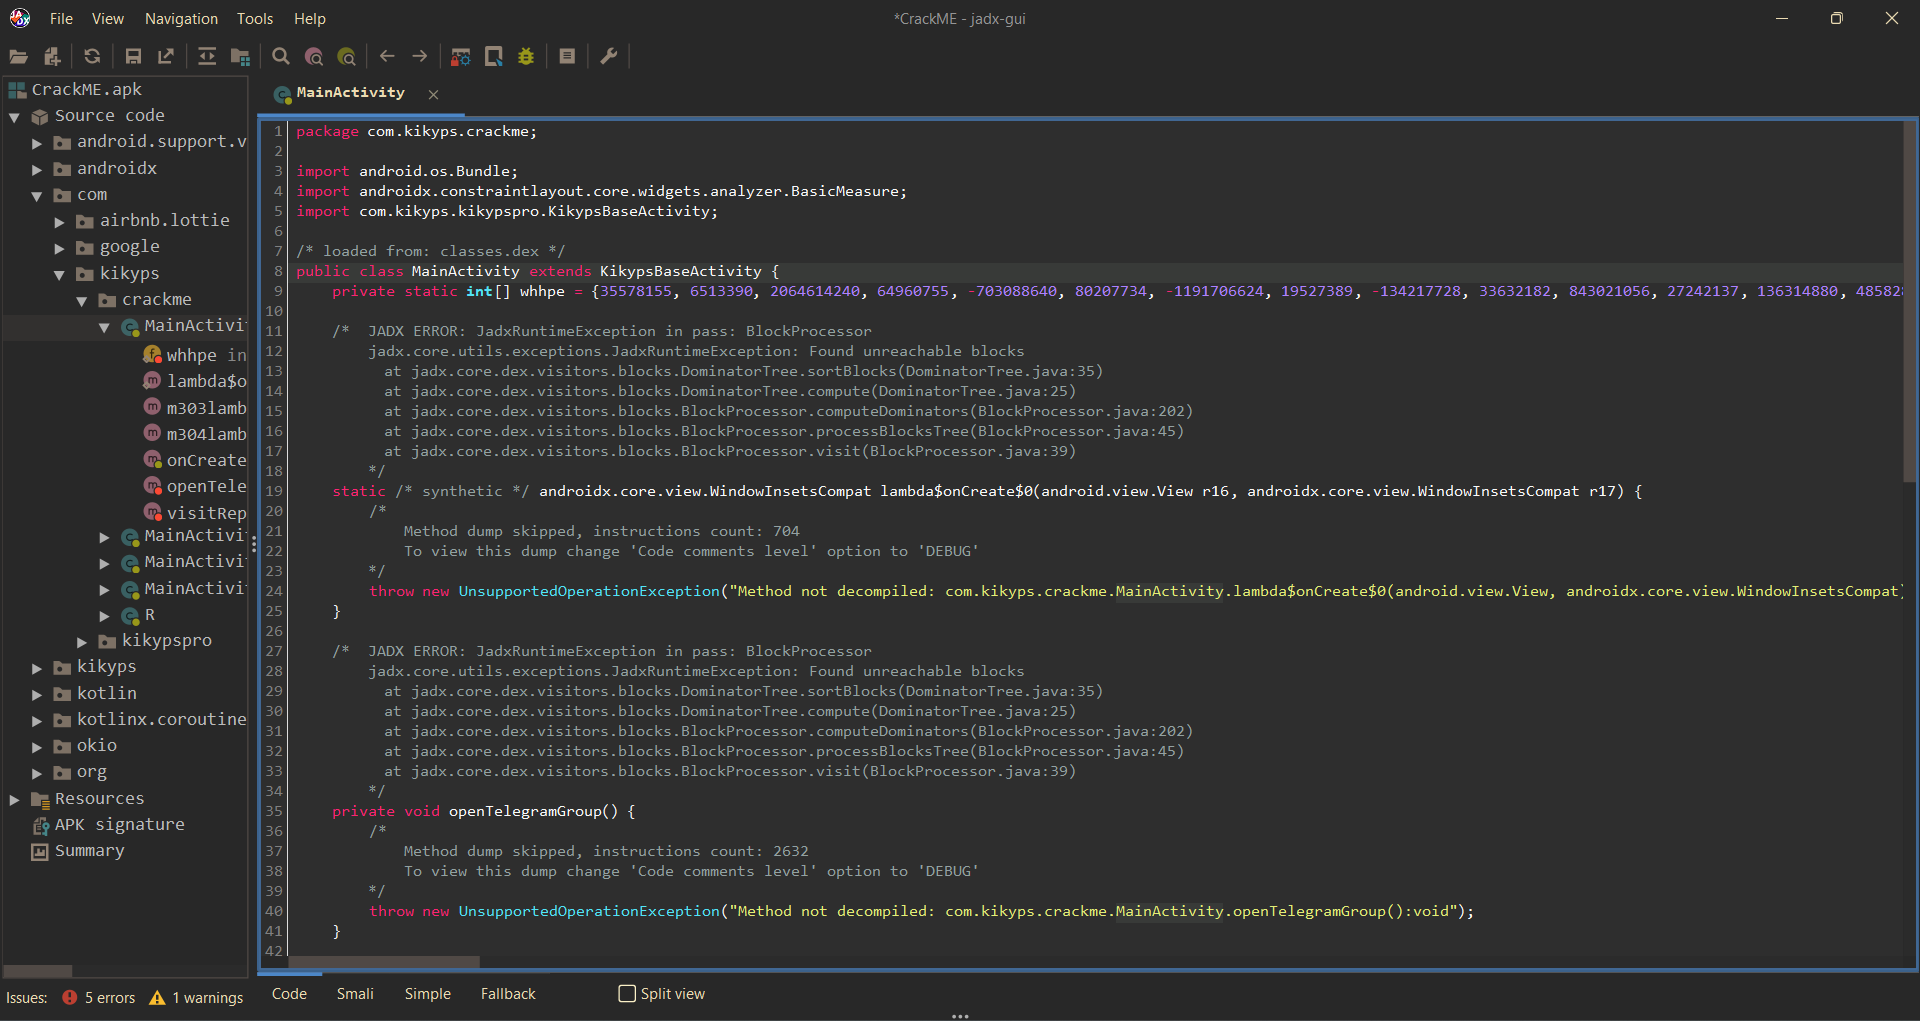 File View Navigation Tools Help
*CrackME - jadx-gui
CrackME.apk
Source code
android.support.v
androidx
com
airbnb.lottie
google
kikyps
crackme
MainActivi
whhpe in
lambda$o
m303lamb
m304lamb
onCreate
openTele
visitRep
MainActivi
MainActivi
MainActivi
R
kikypspro
kikyps
kotlin
kotlinx.coroutine
okio
org
Resources
APK signature
Summary
Issues: 5 errors 1 warnings
MainActivity
1 package com.kikyps.crackme;
2
3 import android.os.Bundle;
4 import androidx.constraintlayout.core.widgets.analyzer.BasicMeasure;
5 import com.kikyps.kikypspro.KikypsBaseActivity;
6
7 /* loaded from: classes.dex */
8 public class MainActivity extends KikypsBaseActivity {
9 private static int[] whhpe = {35578155, 6513390, 2064614240, 64960755, -703088640, 80207734, -1191706624, 19527389, -134217728, 33632182, 843021056, 27242137, 136314880, 48582
10
11 /* JADX ERROR: JadxRuntimeException in pass: BlockProcessor
12 jadx.core.utils.exceptions.JadxRuntimeException: Found unreachable blocks
13 at jadx.core.dex.visitors.blocks.DominatorTree.sortBlocks(DominatorTree.java:35)
14 at jadx.core.dex.visitors.blocks.DominatorTree.compute(DominatorTree.java:25)
15 at jadx.core.dex.visitors.blocks.BlockProcessor.computeDominators(BlockProcessor.java:202)
16 at jadx.core.dex.visitors.blocks.BlockProcessor.processBlocksTree(BlockProcessor.java:45)
17 at jadx.core.dex.visitors.blocks.BlockProcessor.visit(BlockProcessor.java:39)
18 */
19 static /* synthetic */ androidx.core.view.WindowInsetsCompat lambda$onCreate$0(android.view.View r16, androidx.core.view.WindowInsetsCompat r17) {
20 /*
21 Method dump skipped, instructions count: 704
22 To view this dump change 'Code comments level' option to 'DEBUG'
23 */
24 throw new UnsupportedOperationException("Method not decompiled: com.kikyps.crackme.MainActivity.lambda$onCreate$0(android.view.View, androidx.core.view.WindowInsetsCompat)
25 }
26
27 /* JADX ERROR: JadxRuntimeException in pass: BlockProcessor
28 jadx.core.utils.exceptions.JadxRuntimeException: Found unreachable blocks
29 at jadx.core.dex.visitors.blocks.DominatorTree.sortBlocks(DominatorTree.java:35)
30 at jadx.core.dex.visitors.blocks.DominatorTree.compute(DominatorTree.java:25)
31 at jadx.core.dex.visitors.blocks.BlockProcessor.computeDominators(BlockProcessor.java:202)
32 at jadx.core.dex.visitors.blocks.BlockProcessor.processBlocksTree(BlockProcessor.java:45)
33 at jadx.core.dex.visitors.blocks.BlockProcessor.visit(BlockProcessor.java:39)
34 */
35 private void openTelegramGroup() {
36 /*
37 Method dump skipped, instructions count: 2632
38 To view this dump change 'Code comments level' option to 'DEBUG'
39 */
40 throw new UnsupportedOperationException("Method not decompiled: com.kikyps.crackme.MainActivity.openTelegramGroup():void");
41 }
42
Code Smali Simple Fallback Split view